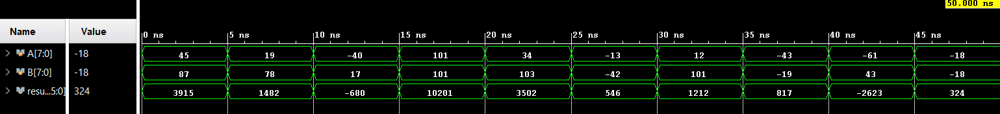 50.000 ns
Name Value
0 ns 5 ns 10 ns 15 ns 20 ns 25 ns 30 ns 35 ns 40 ns 45 ns
A[7:0] -18 45 19 -40 101 34 -13 12 -43 -61 -18
B[7:0] -18 87 78 17 101 103 -42 101 -19 43 -18
resu...5:0] 324 3915 1482 -680 10201 3502 546 1212 817 -2623 324